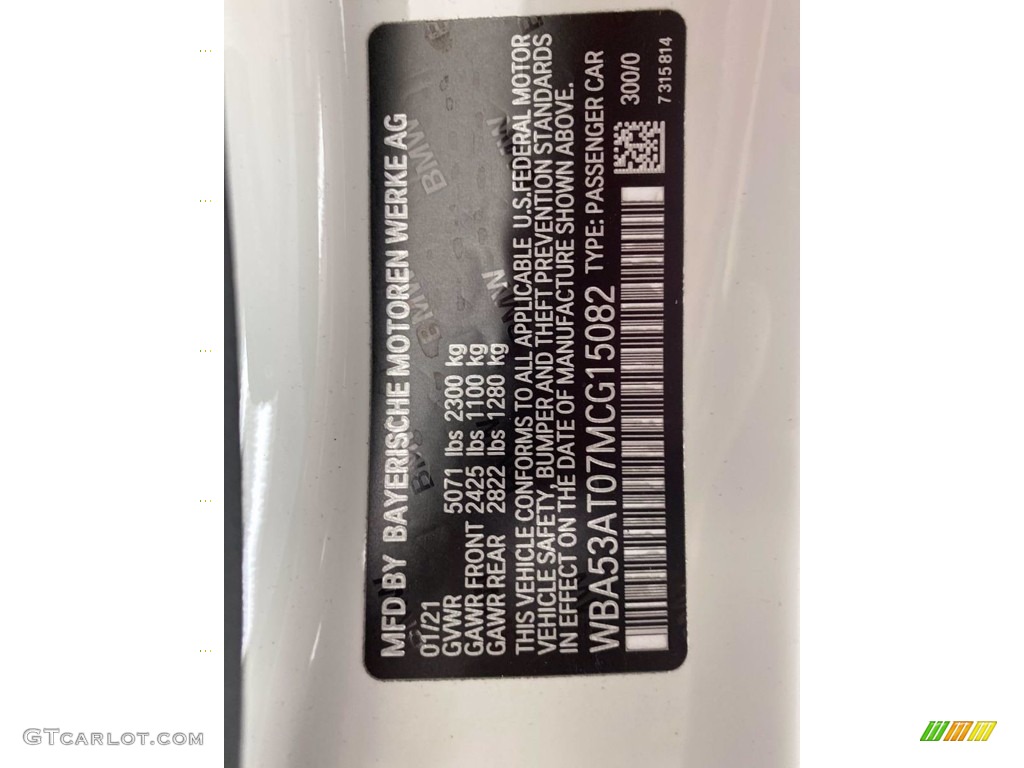 MFD BY BAYERISCHE MOTOREN WERKE AG
01/21
GVWR 5071 lbs 2300 kg
GAWR FRONT 2425 lbs 1100 kg
GAWR REAR 2822 lbs 1280 kg
THIS VEHICLE CONFORMS TO ALL APPLICABLE U.S.FEDERAL MOTOR
VEHICLE SAFETY, BUMPER AND THEFT PREVENTION STANDARDS
IN EFFECT ON THE DATE OF MANUFACTURE SHOWN ABOVE.
WBA53AT07MCG15082 TYPE: PASSENGER CAR
300/0
7 315 814
BMW
BMW
BMW
GTCARLOT.COM